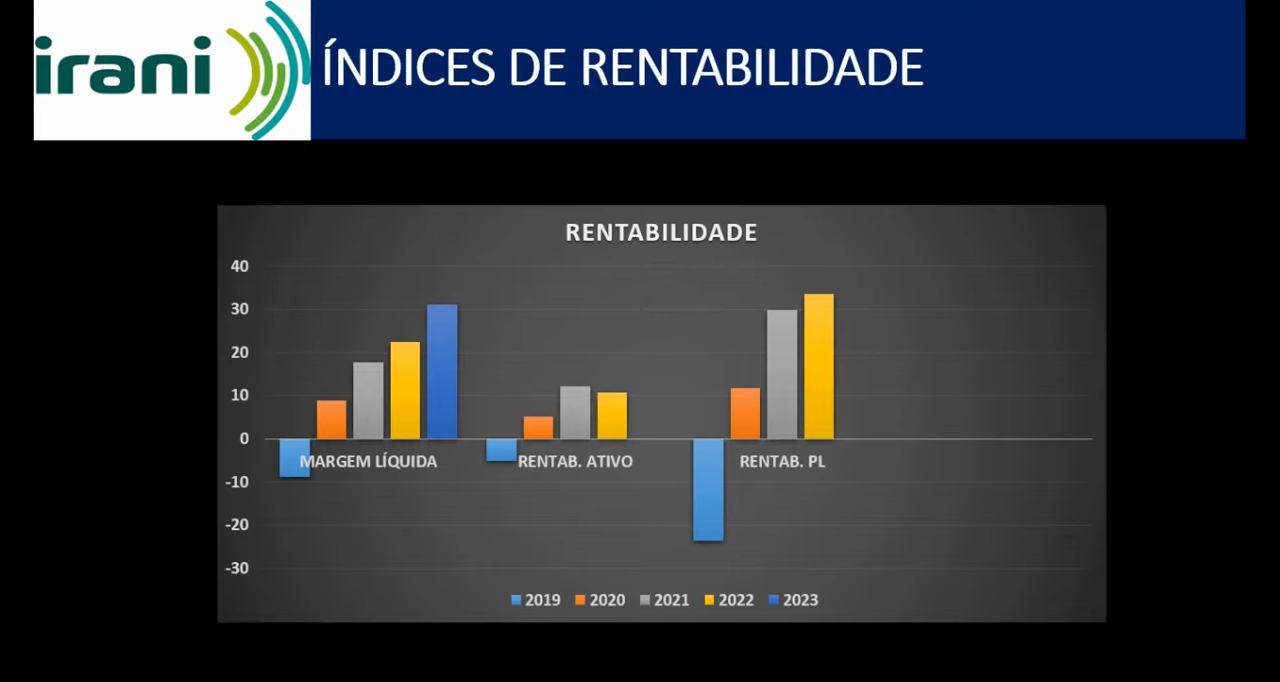 irani
ÍNDICES DE RENTABILIDADE
RENTABILIDADE
40
30
20
10
0
MARGEM LÍQUIDA RENTAB. ATIVO RENTAB. PL
-10
-20
-30
2019 2020 2021 2022 2023